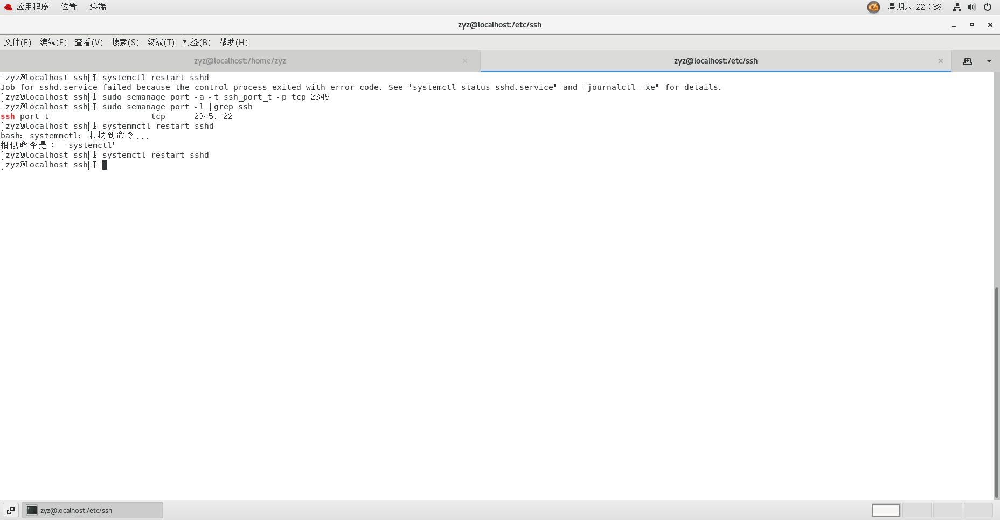 应用程序 位置 终端 星期六 22:38
zyz@localhost:/etc/ssh
文件(F) 编辑(E) 查看(V) 搜索(S) 终端(T) 标签(B) 帮助(H)
zyz@localhost:/home/zyz × zyz@localhost:/etc/ssh ×
[zyz@localhost ssh]$ systemctl restart sshd
Job for sshd.service failed because the control process exited with error code. See "systemctl status sshd.service" and "journalctl -xe" for details.
[zyz@localhost ssh]$ sudo semanage port -a -t ssh_port_t -p tcp 2345
[zyz@localhost ssh]$ sudo semanage port -l |grep ssh
ssh_port_t                     tcp      2345, 22
[zyz@localhost ssh]$ systemmctl restart sshd
bash: systemmctl: 未找到命令...
相似命令是: 'systemctl'
[zyz@localhost ssh]$ systemctl restart sshd
[zyz@localhost ssh]$
zyz@localhost:/etc/ssh